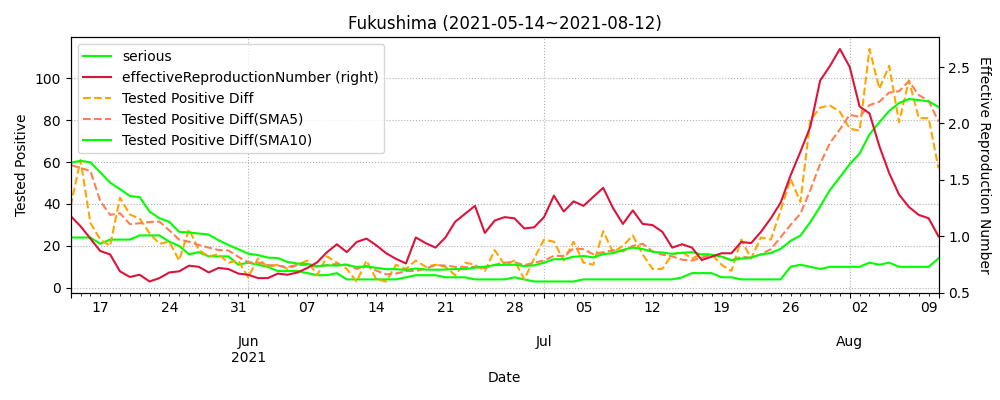 Fukushima (2021-05-14~2021-08-12)
serious
effectiveReproductionNumber (right)
Tested Positive Diff
Tested Positive Diff(SMA5)
Tested Positive Diff(SMA10)
Tested Positive
100
80
60
40
20
0
2.5
2.0
1.5
1.0
0.5
Effective Reproduction Number
17 24 31 07 14 21 28 05 12 19 26 02 09
Jun Jul Aug
2021
Date